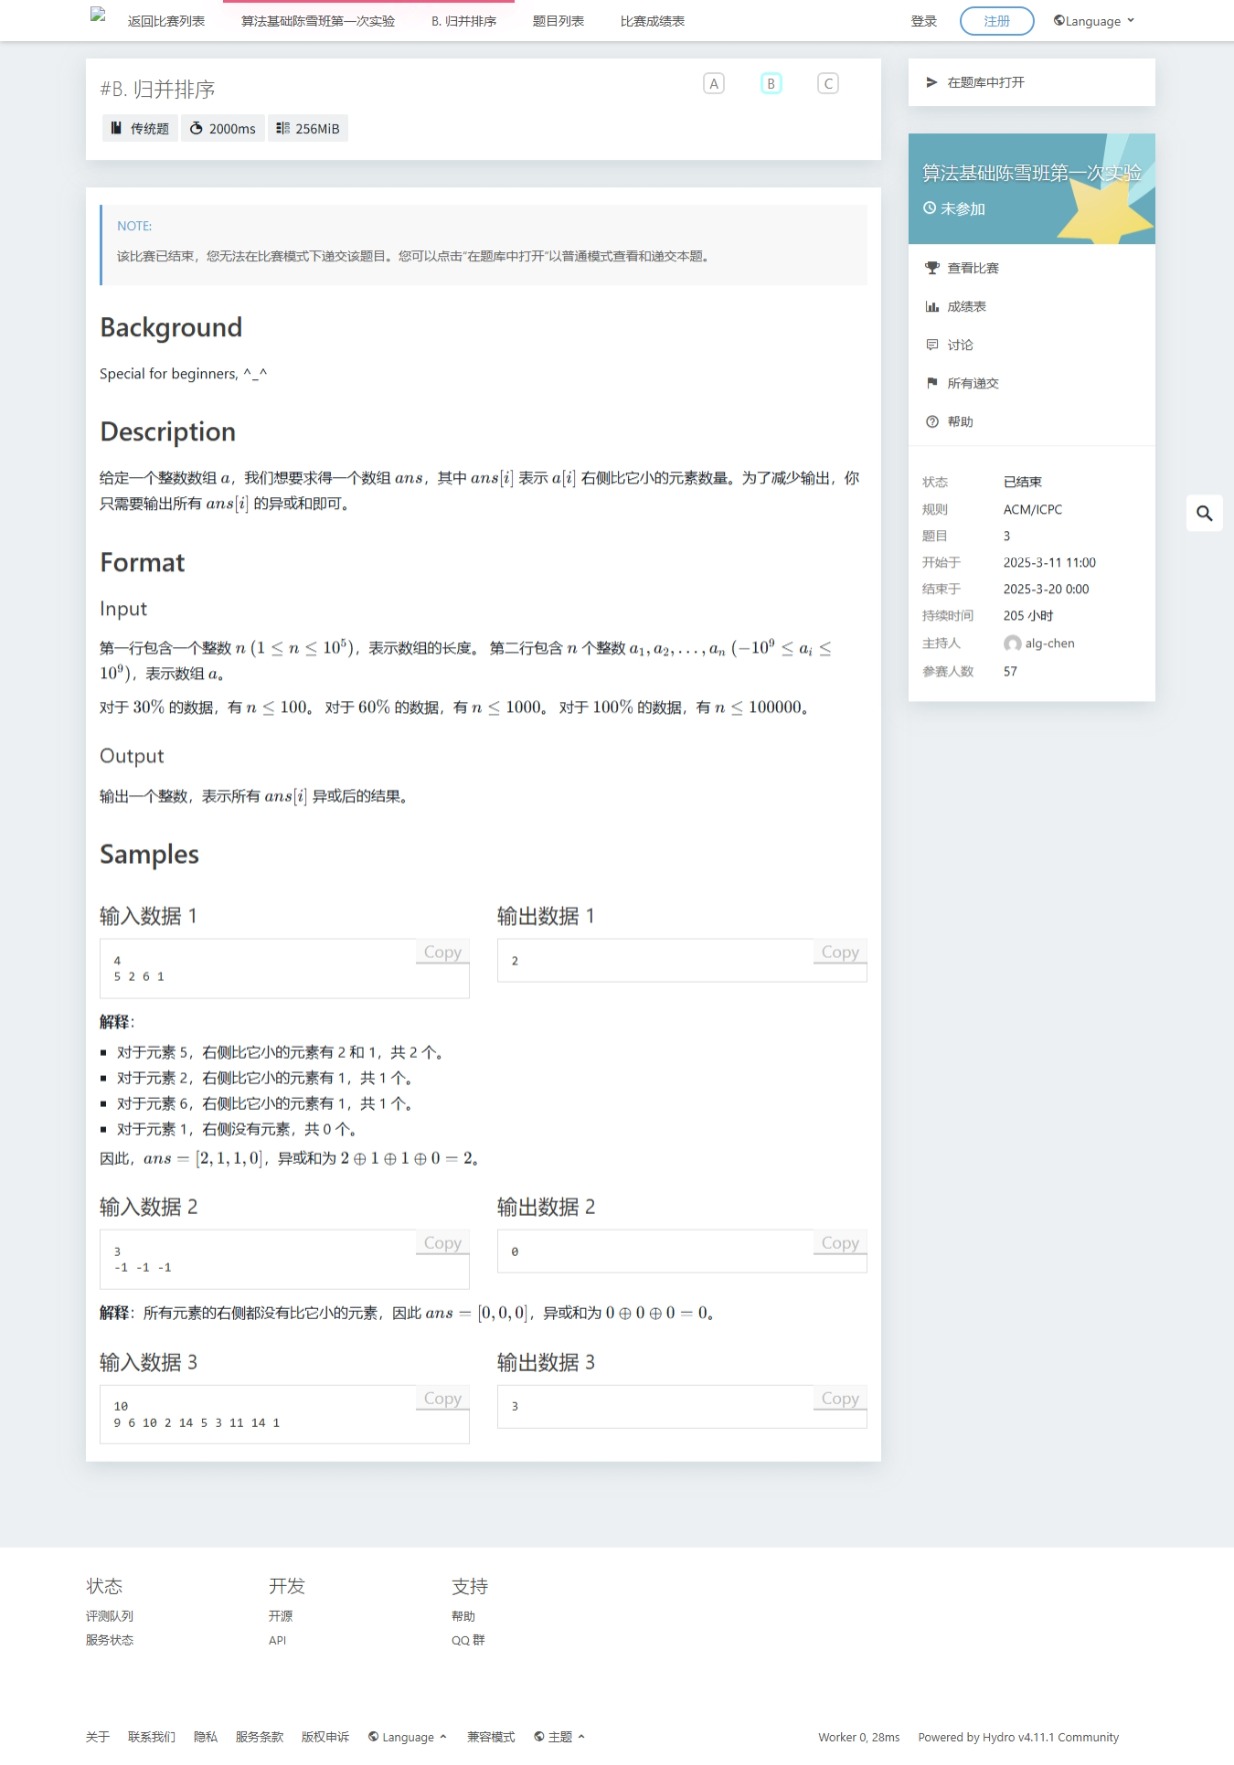 返回比赛列表 算法基础陈雪班第一次实验 B. 归并排序 题目列表 比赛成绩表 登录 注册 Language
#B. 归并排序 A B C
传统题 2000ms 256MiB
NOTE:
该比赛已结束，您无法在比赛模式下递交该题目。您可以点击“在题库中打开”以普通模式查看和递交本题。
Background
Special for beginners, ^_^
Description
给定一个整数数组 a，我们想要求得一个数组 ans，其中 ans[i] 表示 a[i] 右侧比它小的元素数量。为了减少输出，你
只需要输出所有 ans[i] 的异或和即可。
Format
Input
第一行包含一个整数 n (1 ≤ n ≤ 10⁵)，表示数组的长度。 第二行包含 n 个整数 a₁, a₂, . . . , aₙ (−10⁹ ≤ aᵢ ≤
10⁹)，表示数组 a。
对于 30% 的数据，有 n ≤ 100。 对于 60% 的数据，有 n ≤ 1000。 对于 100% 的数据，有 n ≤ 100000。
Output
输出一个整数，表示所有 ans[i] 异或后的结果。
Samples
输入数据 1
Copy
4
5 2 6 1
输出数据 1
Copy
2
解释：
▪ 对于元素 5，右侧比它小的元素有 2 和 1，共 2 个。
▪ 对于元素 2，右侧比它小的元素有 1，共 1 个。
▪ 对于元素 6，右侧比它小的元素有 1，共 1 个。
▪ 对于元素 1，右侧没有元素，共 0 个。
因此，ans = [2, 1, 1, 0]，异或和为 2 ⊕ 1 ⊕ 1 ⊕ 0 = 2。
输入数据 2
Copy
3
-1 -1 -1
输出数据 2
Copy
0
解释：所有元素的右侧都没有比它小的元素，因此 ans = [0, 0, 0]，异或和为 0 ⊕ 0 ⊕ 0 = 0。
输入数据 3
Copy
10
9 6 10 2 14 5 3 11 14 1
输出数据 3
Copy
3
在题库中打开
算法基础陈雪班第一次实验
未参加
查看比赛
成绩表
讨论
所有递交
帮助
状态 已结束
规则 ACM/ICPC
题目 3
开始于 2025-3-11 11:00
结束于 2025-3-20 0:00
持续时间 205 小时
主持人 alg-chen
参赛人数 57
状态
评测队列
服务状态
开发
开源
API
支持
帮助
QQ 群
关于 联系我们 隐私 服务条款 版权申诉 Language 兼容模式 主题 Worker 0, 28ms Powered by Hydro v4.11.1 Community